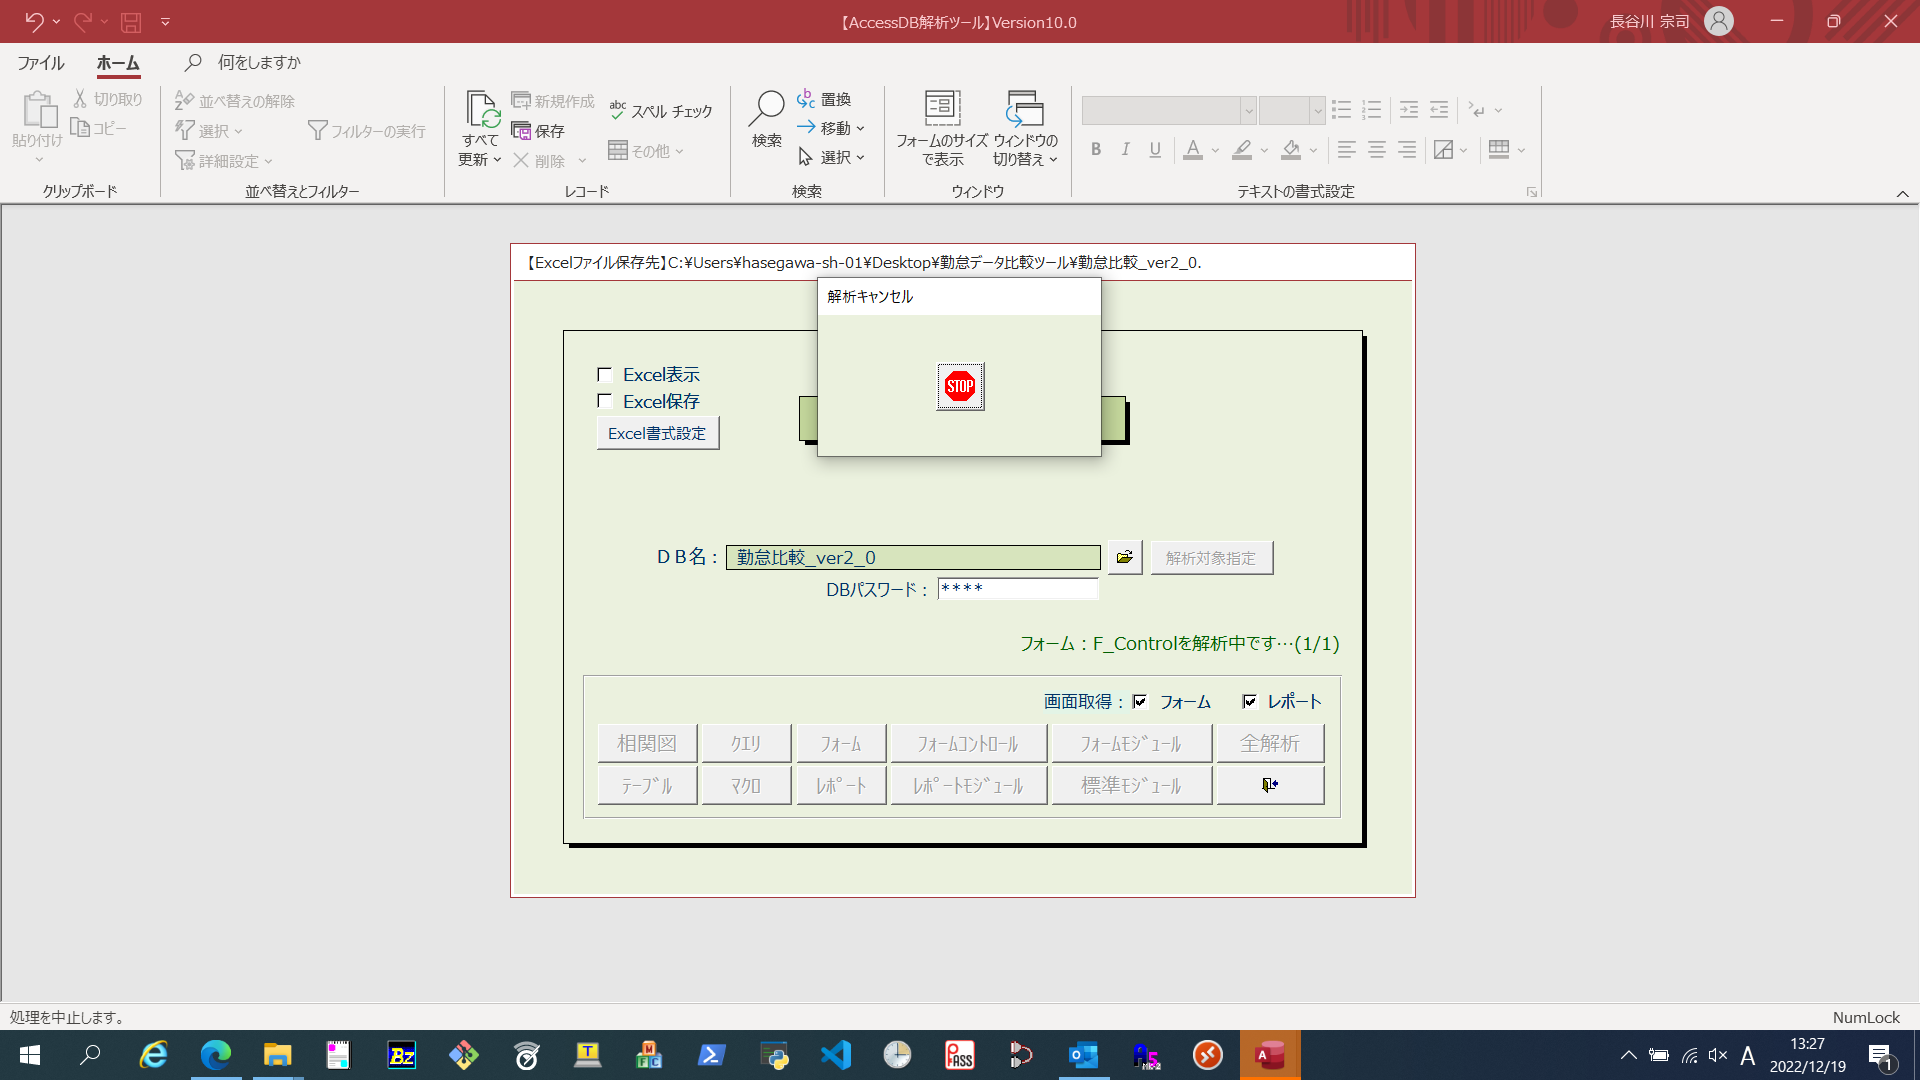 【AccessDB解析ツール】Version10.0
長谷川 宗司
ファイル
ホーム
何をしますか
貼り付け
切り取り
コピー
クリップボード
並べ替えの解除
選択
詳細設定
フィルターの実行
並べ替えとフィルター
すべて
更新
新規作成
保存
削除
abc
スペル チェック
その他
レコード
検索
置換
移動
選択
検索
フォームのサイズ
で表示
ウィンドウの
切り替え
ウィンドウ
B I U A
テキストの書式設定
【Excelファイル保存先】C:¥Users¥hasegawa-sh-01¥Desktop¥勤怠データ比較ツール¥勤怠比較_ver2_0.
解析キャンセル
STOP
Excel表示
Excel保存
Excel書式設定
ＤＢ名：
勤怠比較_ver2_0
解析対象指定
DBパスワード：
****
フォーム：F_Controlを解析中です…(1/1)
画面取得：
フォーム
レポート
相関図
ｸｴﾘ
ﾌｫｰﾑ
ﾌｫｰﾑｺﾝﾄﾛｰﾙ
ﾌｫｰﾑﾓｼﾞｭｰﾙ
全解析
ﾃｰﾌﾞﾙ
ﾏｸﾛ
ﾚﾎﾟｰﾄ
ﾚﾎﾟｰﾄﾓｼﾞｭｰﾙ
標準ﾓｼﾞｭｰﾙ
処理を中止します。
NumLock
Bz
T
MFC
PASS
A
A
13:27
2022/12/19
1